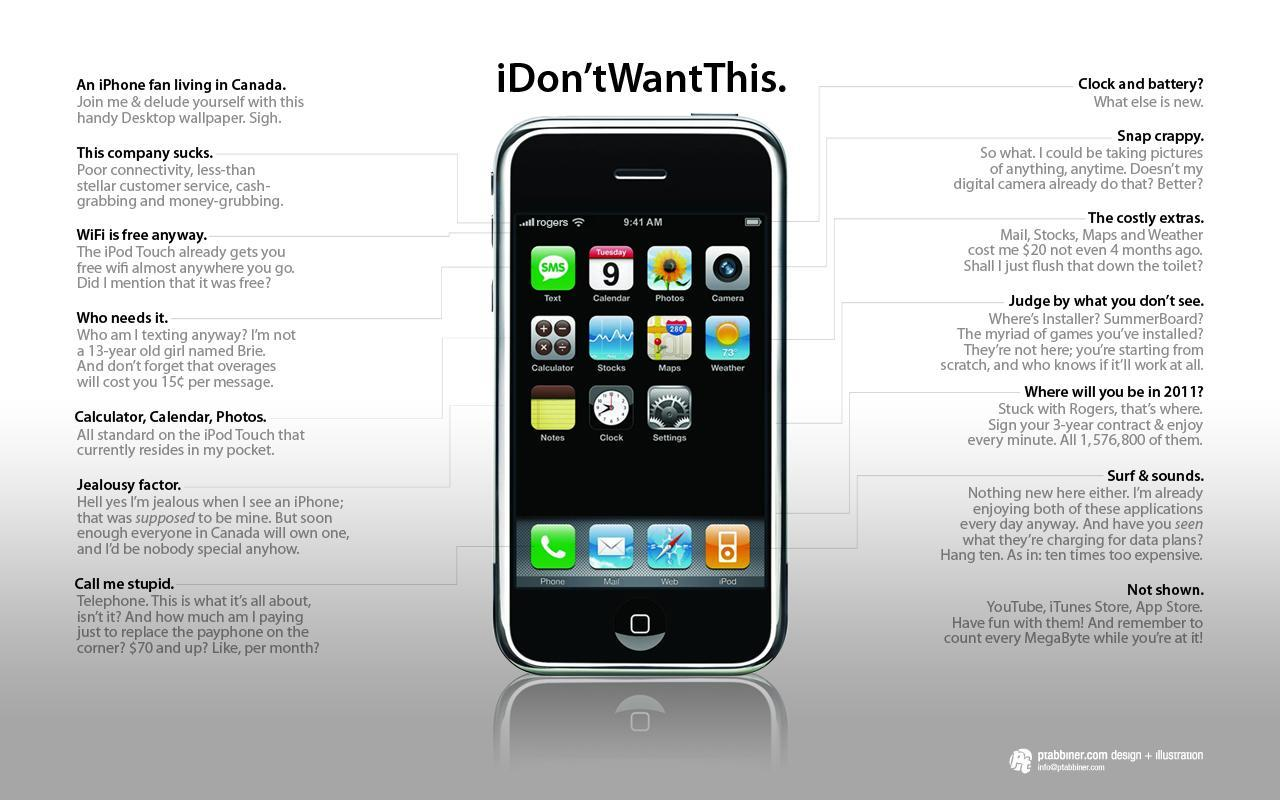 iDon'tWantThis.
An iPhone fan living in Canada.
Join me & delude yourself with this
handy Desktop wallpaper. Sigh.
This company sucks.
Poor connectivity, less-than
stellar customer service, cash-
grabbing and money-grubbing.
WiFi is free anyway.
The iPod Touch already gets you
free wifi almost anywhere you go.
Did I mention that it was free?
Who needs it.
Who am I texting anyway? I'm not
a 13-year old girl named Brie.
And don't forget that overages
will cost you 15¢ per message.
Calculator, Calendar, Photos.
All standard on the iPod Touch that
currently resides in my pocket.
Jealousy factor.
Hell yes I'm jealous when I see an iPhone;
that was supposed to be mine. But soon
enough everyone in Canada will own one,
and I'd be nobody special anyhow.
Call me stupid.
Telephone. This is what it's all about,
isn't it? And how much am I paying
just to replace the payphone on the
corner? $70 and up? Like, per month?
rogers 9:41 AM
SMS Tuesday 9
Text Calendar Photos Camera
280 73°
Calculator Stocks Maps Weather
Notes Clock Settings
Phone Mail Web iPod
Clock and battery?
What else is new.
Snap crappy.
So what. I could be taking pictures
of anything, anytime. Doesn't my
digital camera already do that? Better?
The costly extras.
Mail, Stocks, Maps and Weather
cost me $20 not even 4 months ago.
Shall I just flush that down the toilet?
Judge by what you don't see.
Where's Installer? SummerBoard?
The myriad of games you've installed?
They're not here; you're starting from
scratch, and who knows if it'll work at all.
Where will you be in 2011?
Stuck with Rogers, that's where.
Sign your 3-year contract & enjoy
every minute. All 1,576,800 of them.
Surf & sounds.
Nothing new here either. I'm already
enjoying both of these applications
every day anyway. And have you seen
what they're charging for data plans?
Hang ten. As in: ten times too expensive.
Not shown.
YouTube, iTunes Store, App Store.
Have fun with them! And remember to
count every MegaByte while you're at it!
ptabbiner.com design + illustration
info@ptabbiner.com